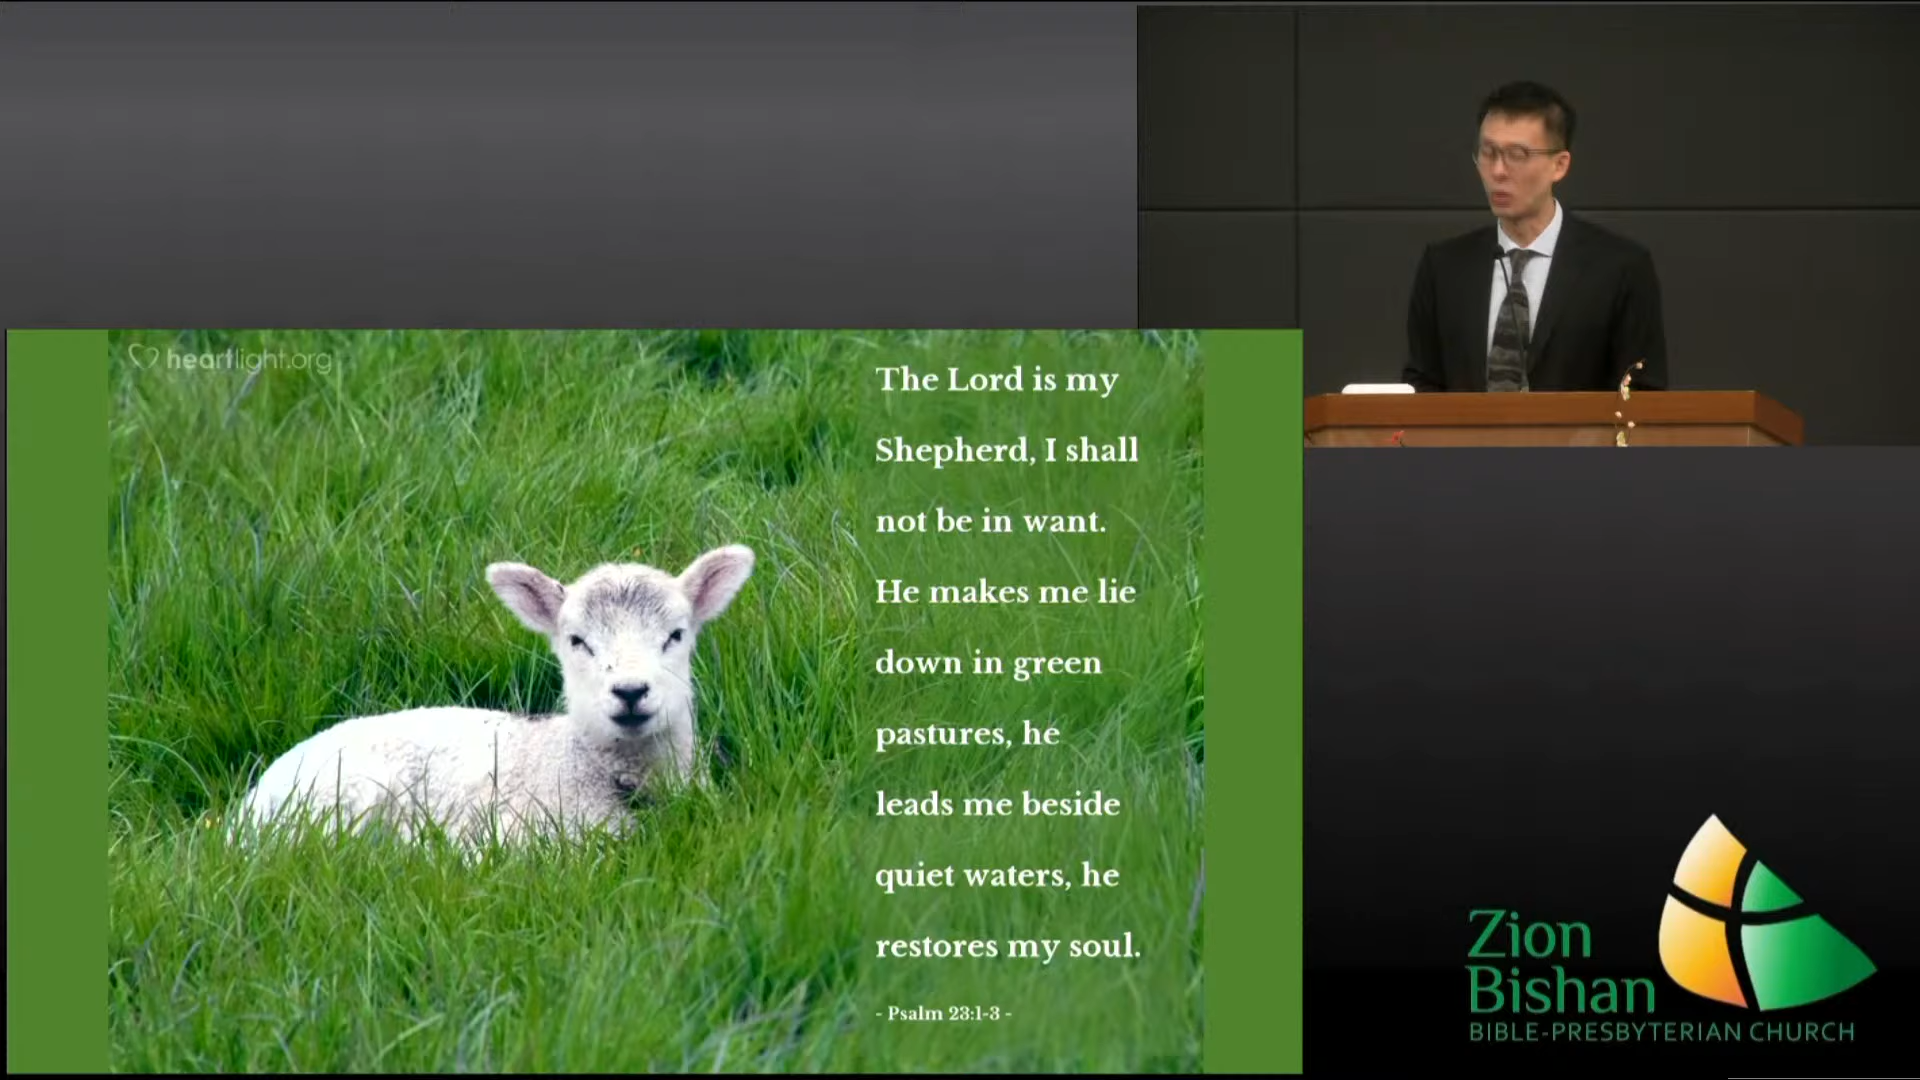 heartlight.org
The Lord is my
Shepherd, I shall
not be in want.
He makes me lie
down in green
pastures, he
leads me beside
quiet waters, he
restores my soul.
- Psalm 23:1-3 -
Zion
Bishan
BIBLE-PRESBYTERIAN CHURCH